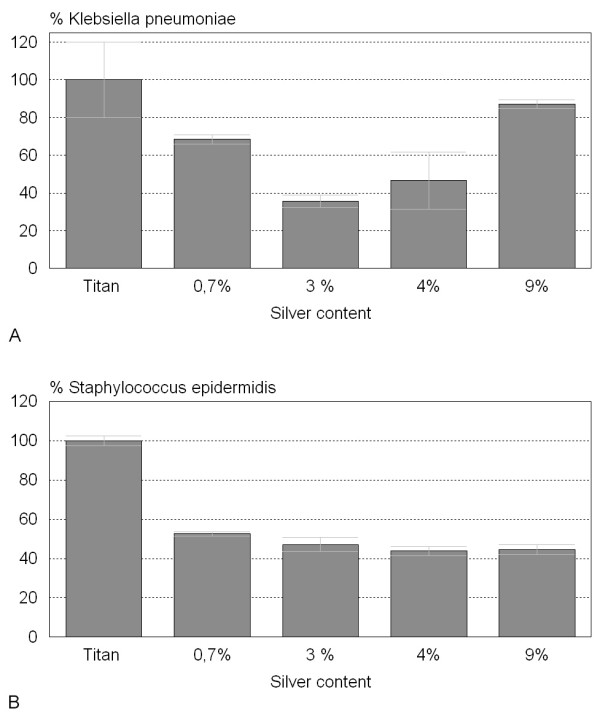 % Klebsiella pneumoniae
120
100
80
60
40
20
0
Titan 0,7% 3 % 4% 9%
Silver content
A
% Staphylococcus epidermidis
120
100
80
60
40
20
0
Titan 0,7% 3 % 4% 9%
Silver content
B